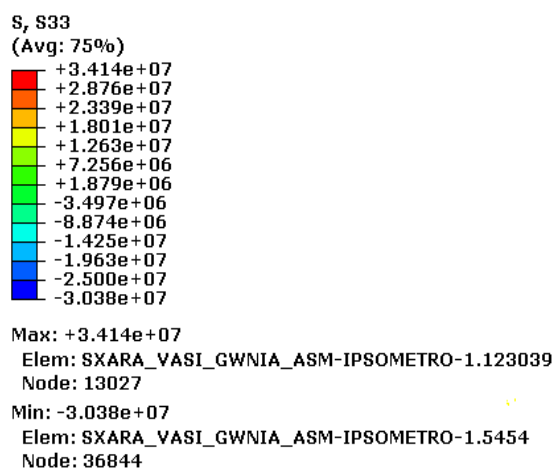 S, S33
(Avg: 75%)
+3.414e+07
+2.876e+07
+2.339e+07
+1.801e+07
+1.263e+07
+7.256e+06
+1.879e+06
-3.497e+06
-8.874e+06
-1.425e+07
-1.963e+07
-2.500e+07
-3.038e+07
Max: +3.414e+07
Elem: SXARA_VASI_GWNIA_ASM-IPSOMETRO-1.123039
Node: 13027
Min: -3.038e+07
Elem: SXARA_VASI_GWNIA_ASM-IPSOMETRO-1.5454
Node: 36844